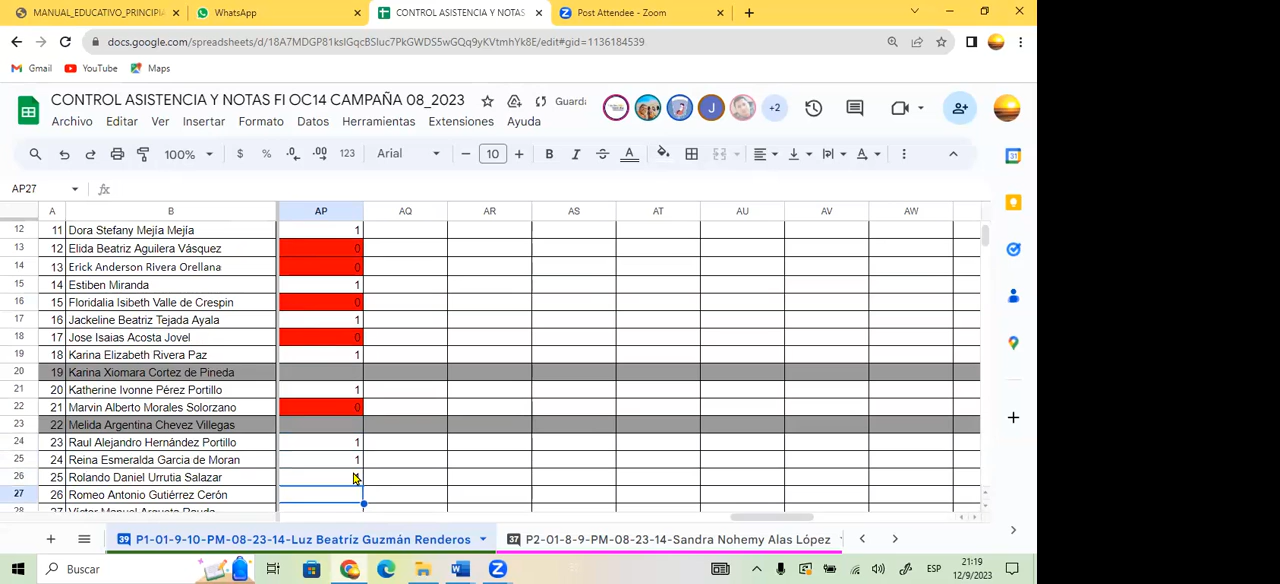 MANUAL_EDUCATIVO_PRINCIPI
WhatsApp
CONTROL ASISTENCIA Y NOTAS
Post Attendee - Zoom
Gmail
YouTube
Maps
CONTROL ASISTENCIA Y NOTAS FI OC14 CAMPAÑA 08_2023
Guarda
+2
Archivo Editar Ver Insertar Formato Datos Herramientas Extensiones Ayuda
100% $ % .0 .00 123 Arial 10 B I A
AP27 fx
A B AP AQ AR AS AT AU AV AW
12 11 Dora Stefany Mejía Mejía 1
13 12 Elida Beatriz Aguilera Vásquez 0
14 13 Erick Anderson Rivera Orellana 0
15 14 Estiben Miranda 1
16 15 Floridalia Isibeth Valle de Crespin 0
17 16 Jackeline Beatriz Tejada Ayala 1
18 17 Jose Isaias Acosta Jovel 0
19 18 Karina Elizabeth Rivera Paz 1
20 19 Karina Xiomara Cortez de Pineda
21 20 Katherine Ivonne Pérez Portillo 1
22 21 Marvin Alberto Morales Solorzano 0
23 22 Melida Argentina Chevez Villegas
24 23 Raul Alejandro Hernández Portillo 1
25 24 Reina Esmeralda Garcia de Moran 1
26 25 Rolando Daniel Urrutia Salazar
27 26 Romeo Antonio Gutiérrez Cerón
28 27
39 P1-01-9-10-PM-08-23-14-Luz Beatríz Guzmán Renderos
37 P2-01-8-9-PM-08-23-14-Sandra Nohemy Alas López
Buscar
ESP
21:19
12/9/2023